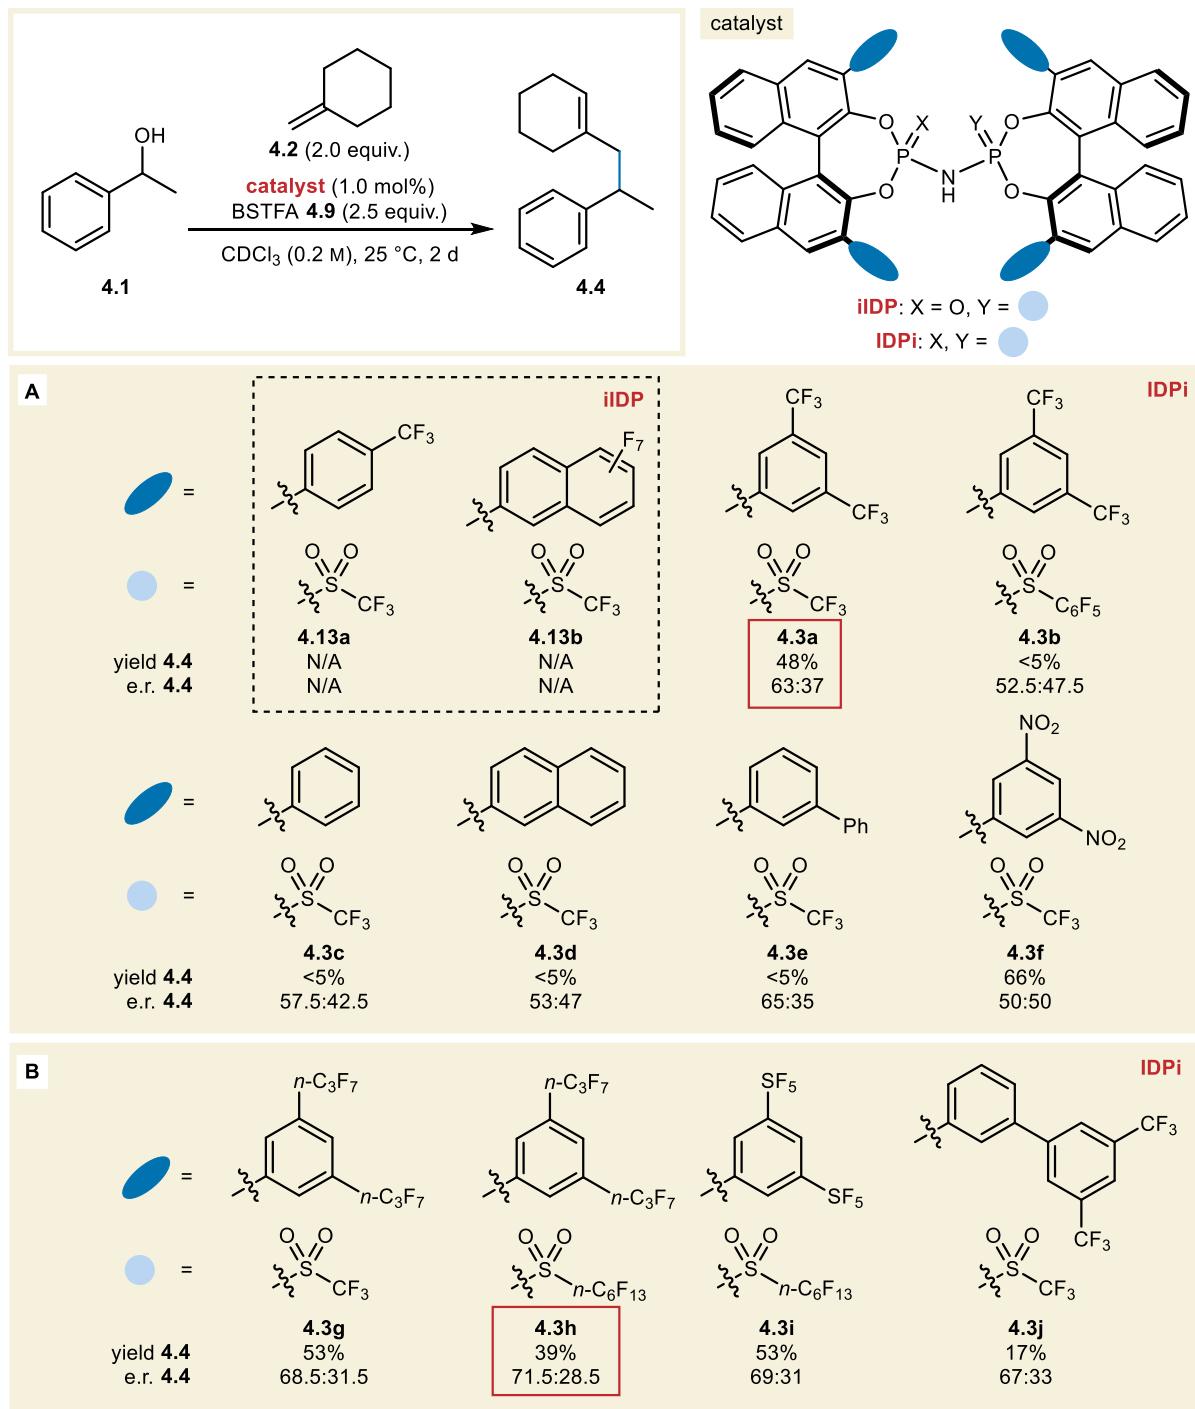 catalyst
OH
4.2 (2.0 equiv.)
catalyst (1.0 mol%)
BSTFA 4.9 (2.5 equiv.)
CDCl₃ (0.2 M), 25 °C, 2 d
4.1
4.4
O X Y O
P P
O N O
H
iIDP: X = O, Y =
IDPi: X, Y =
A
iIDP
IDPi
CF₃
F₇
CF₃
CF₃
CF₃
CF₃
=
O O
S
CF₃
O O
S
CF₃
O O
S
CF₃
O O
S
C₆F₅
=
4.13a 4.13b 4.3a 4.3b
yield 4.4 N/A N/A 48% <5%
e.r. 4.4 N/A N/A 63:37 52.5:47.5
NO₂
=
Ph
NO₂
O O
S
CF₃
O O
S
CF₃
O O
S
CF₃
O O
S
CF₃
=
4.3c 4.3d 4.3e 4.3f
yield 4.4 <5% <5% <5% 66%
e.r. 4.4 57.5:42.5 53:47 65:35 50:50
B
IDPi
n-C₃F₇
n-C₃F₇
SF₅
CF₃
=
n-C₃F₇
n-C₃F₇
SF₅
CF₃
O O
S
CF₃
O O
S
n-C₆F₁₃
O O
S
n-C₆F₁₃
O O
S
CF₃
=
4.3g 4.3h 4.3i 4.3j
yield 4.4 53% 39% 53% 17%
e.r. 4.4 68.5:31.5 71.5:28.5 69:31 67:33